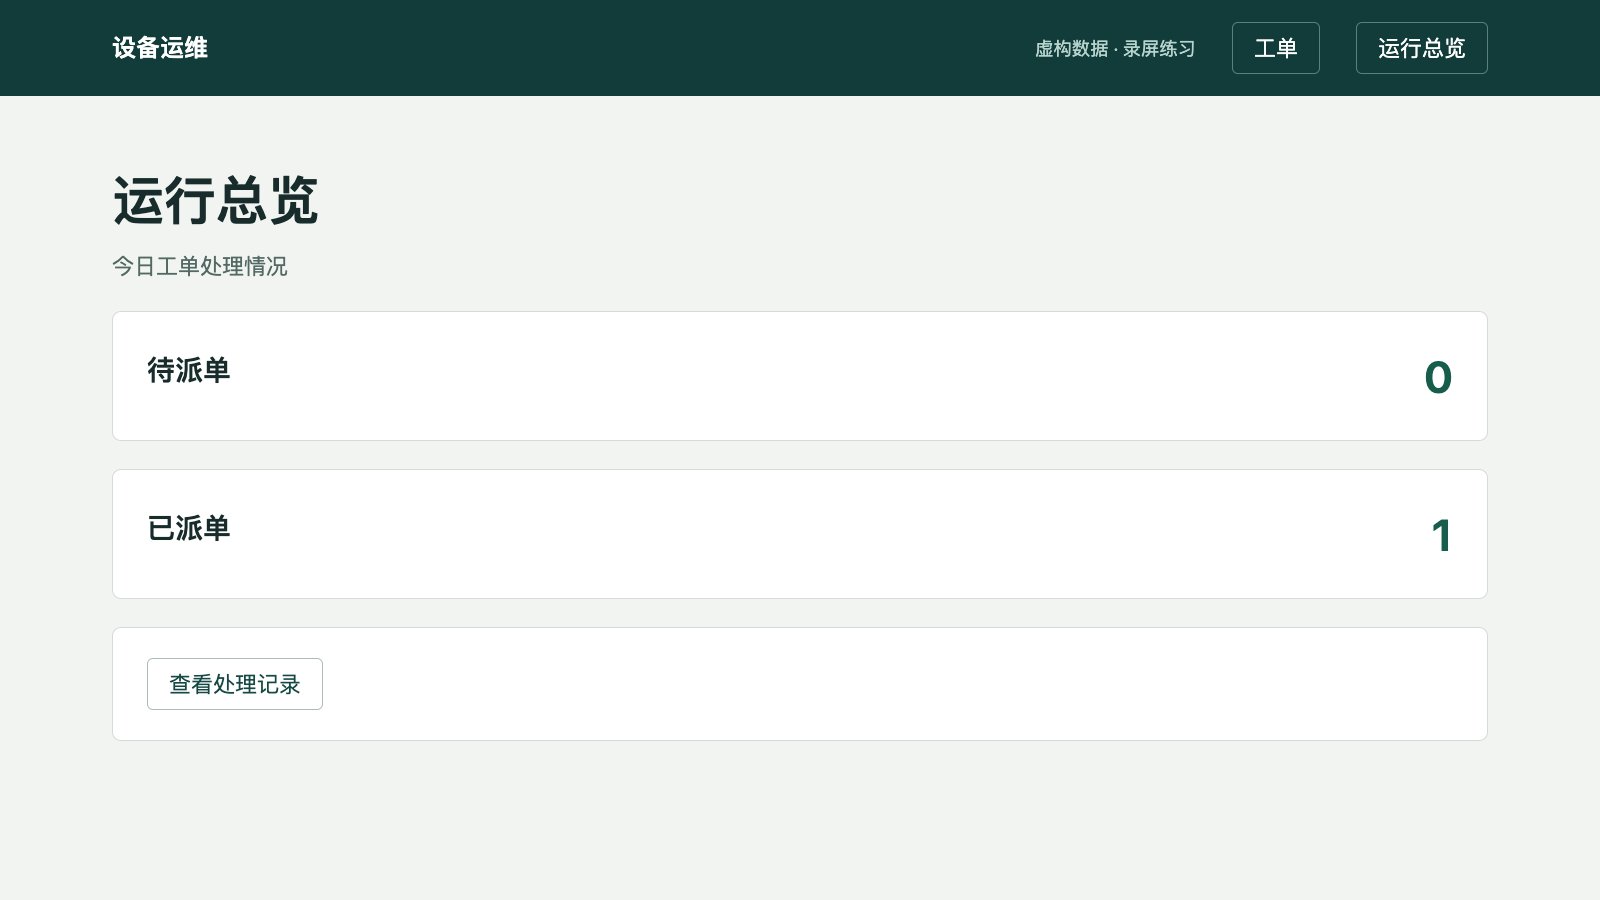 设备运维
虚构数据 · 录屏练习
工单
运行总览
运行总览
今日工单处理情况
待派单
0
已派单
1
查看处理记录